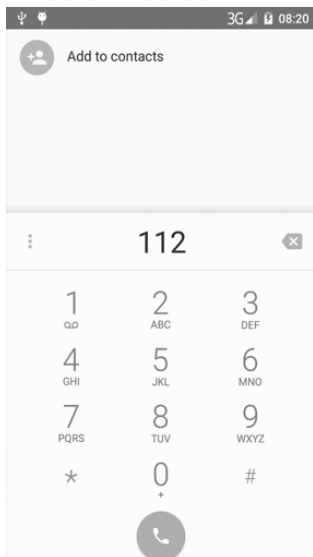 3G 08:20
Add to contacts
112
1 2 3
ABC DEF
4 5 6
GHI JKL MNO
7 8 9
PQRS TUV WXYZ
* 0 #
+